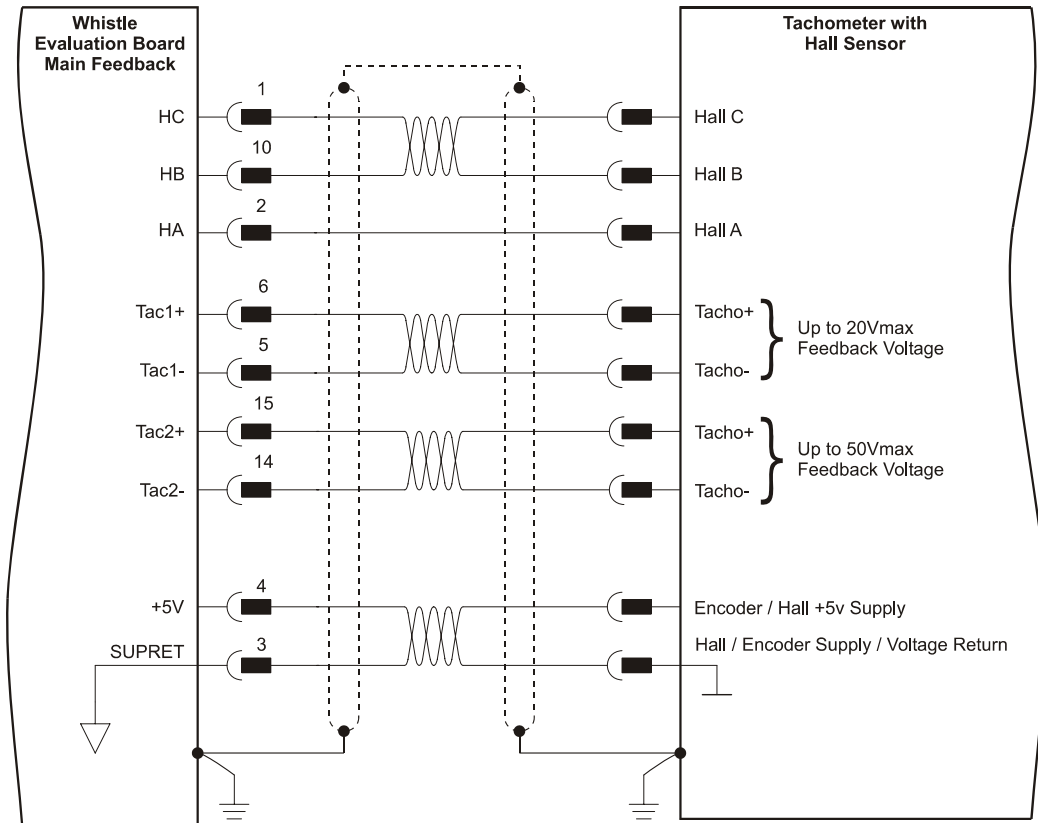 Whistle
Evaluation Board
Main Feedback
Tachometer with
Hall Sensor
HC
1
Hall C
HB
10
Hall B
HA
2
Hall A
Tac1+
6
Tacho+
Tac1-
5
Tacho-
Up to 20Vmax
Feedback Voltage
Tac2+
15
Tacho+
Tac2-
14
Tacho-
Up to 50Vmax
Feedback Voltage
+5V
4
Encoder / Hall +5v Supply
SUPRET
3
Hall / Encoder Supply / Voltage Return